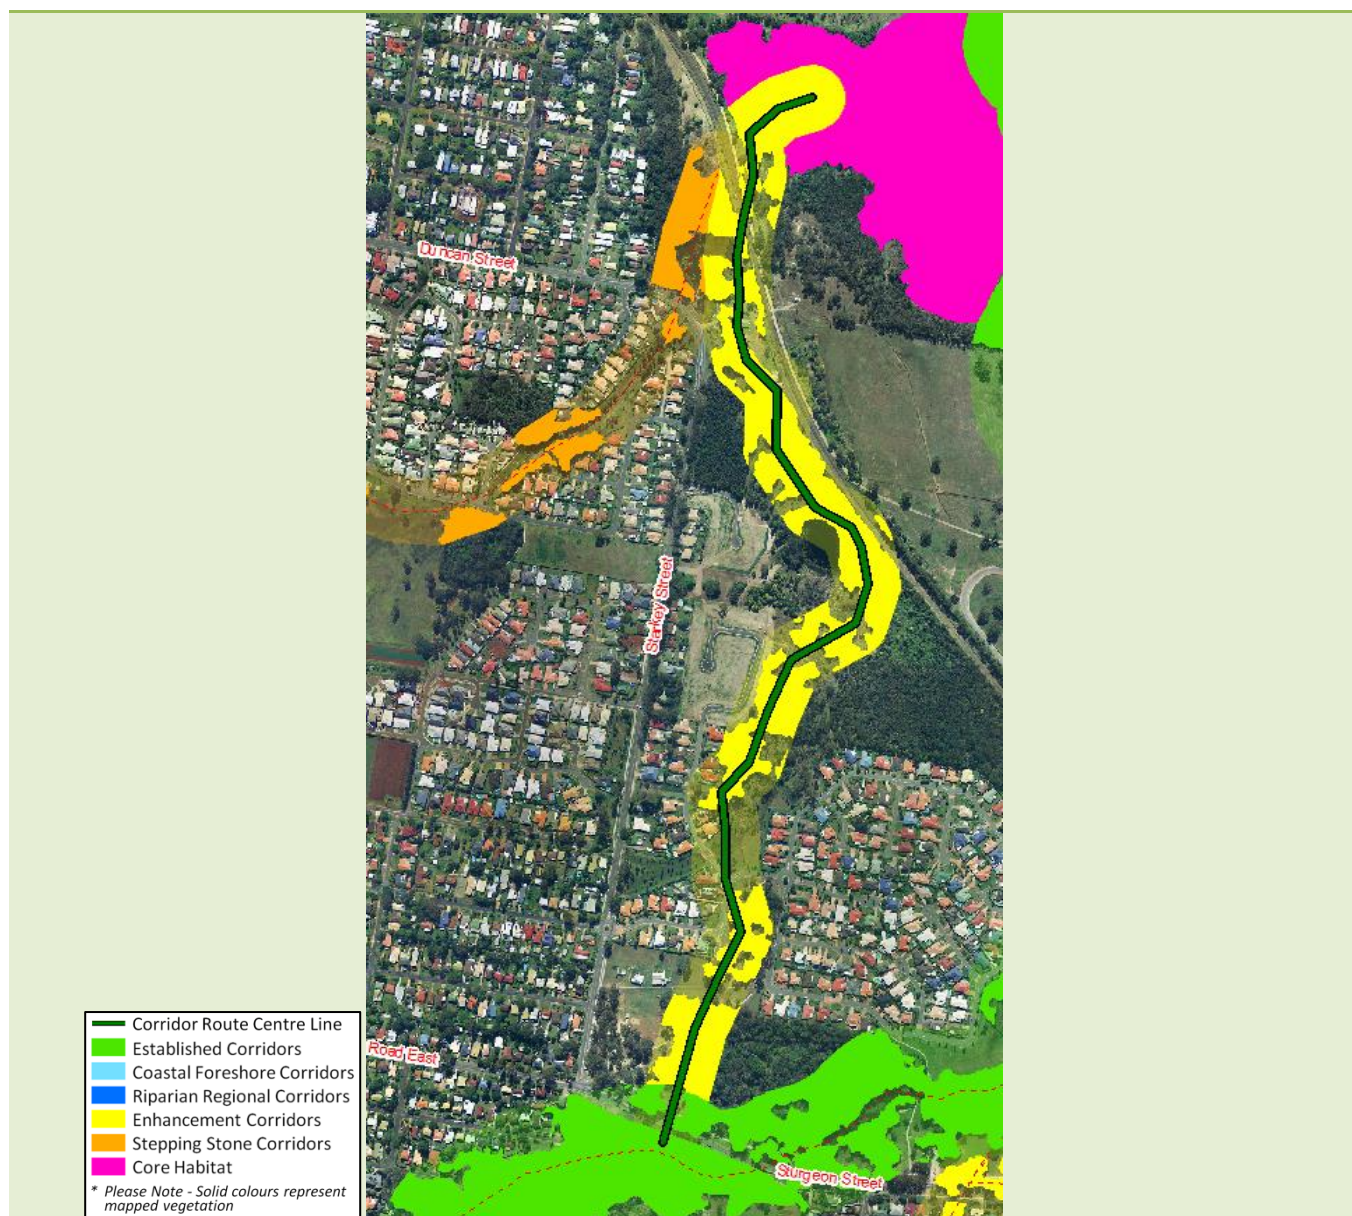 Duncan Street
Starkey Street
Road East
Sturgeon Street
Corridor Route Centre Line
Established Corridors
Coastal Foreshore Corridors
Riparian Regional Corridors
Enhancement Corridors
Stepping Stone Corridors
Core Habitat
* Please Note - Solid colours represent
mapped vegetation